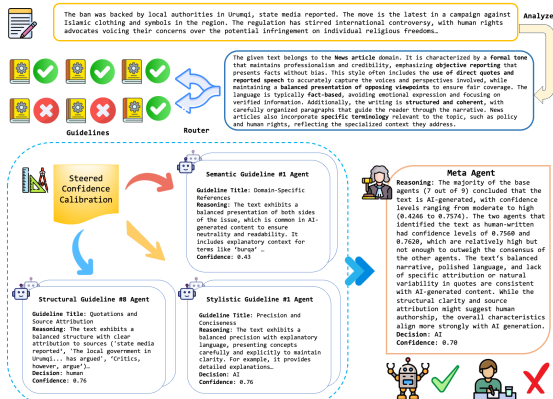 The ban was backed by local authorities in Urumqi, state media reported. The move is the latest in a campaign against
Islamic clothing and symbols in the region. The regulation has stirred international controversy, with human rights
advocates voicing their concerns over the potential infringement on individual religious freedoms…
Analyze
The given text belongs to the News article domain. It is characterized by a formal tone
that maintains professionalism and credibility, emphasizing objective reporting that
presents facts without bias. This style often includes the use of direct quotes and
reported speech to accurately capture the voices and perspectives involved, while
maintaining a balanced presentation of opposing viewpoints to ensure fair coverage. The
language is typically fact-based, avoiding emotional expression and focusing on
verified information. Additionally, the writing is structured and coherent, with
carefully organized paragraphs that guide the reader through the narrative. News
articles also incorporate specific terminology relevant to the topic, such as policy
and human rights, reflecting the specialized context they address.
Guidelines
Router
Steered
Confidence
Calibration
Semantic Guideline #1 Agent
Guideline Title: Domain-Specific
References
Reasoning: The text exhibits a
balanced presentation of both sides
of the issue, which is common in AI-
generated content to ensure
neutrality and readability. It
includes explanatory context for
terms like 'burqa' …
Confidence: 0.43
Structural Guideline #8 Agent
Guideline Title: Quotations and
Source Attribution
Reasoning: The text exhibits a
balanced structure with clear
attribution to sources ('state media
reported', 'The local government in
Urumqi... has argued', 'Critics,
however, argue')…
Decision: human
Confidence: 0.76
Stylistic Guideline #1 Agent
Guideline Title: Precision and
Conciseness
Reasoning: The text exhibits a
balanced precision with explanatory
language, presenting concepts
carefully and explicitly to maintain
clarity. For example, it provides
detailed explanations…
Decision: AI
Confidence: 0.76
Meta Agent
Reasoning: The majority of the base
agents (7 out of 9) concluded that the
text is AI-generated, with confidence
levels ranging from moderate to high
(0.4246 to 0.7574). The two agents that
identified the text as human-written
had confidence levels of 0.7560 and
0.7620, which are relatively high but
not enough to outweigh the consensus of
the other agents. The text's balanced
narrative, polished language, and lack
of specific attribution or natural
variability in quotes are consistent
with AI-generated content. While the
structural clarity and source
attribution might suggest human
authorship, the overall characteristics
align more strongly with AI generation.
Decision: AI
Confidence: 0.70